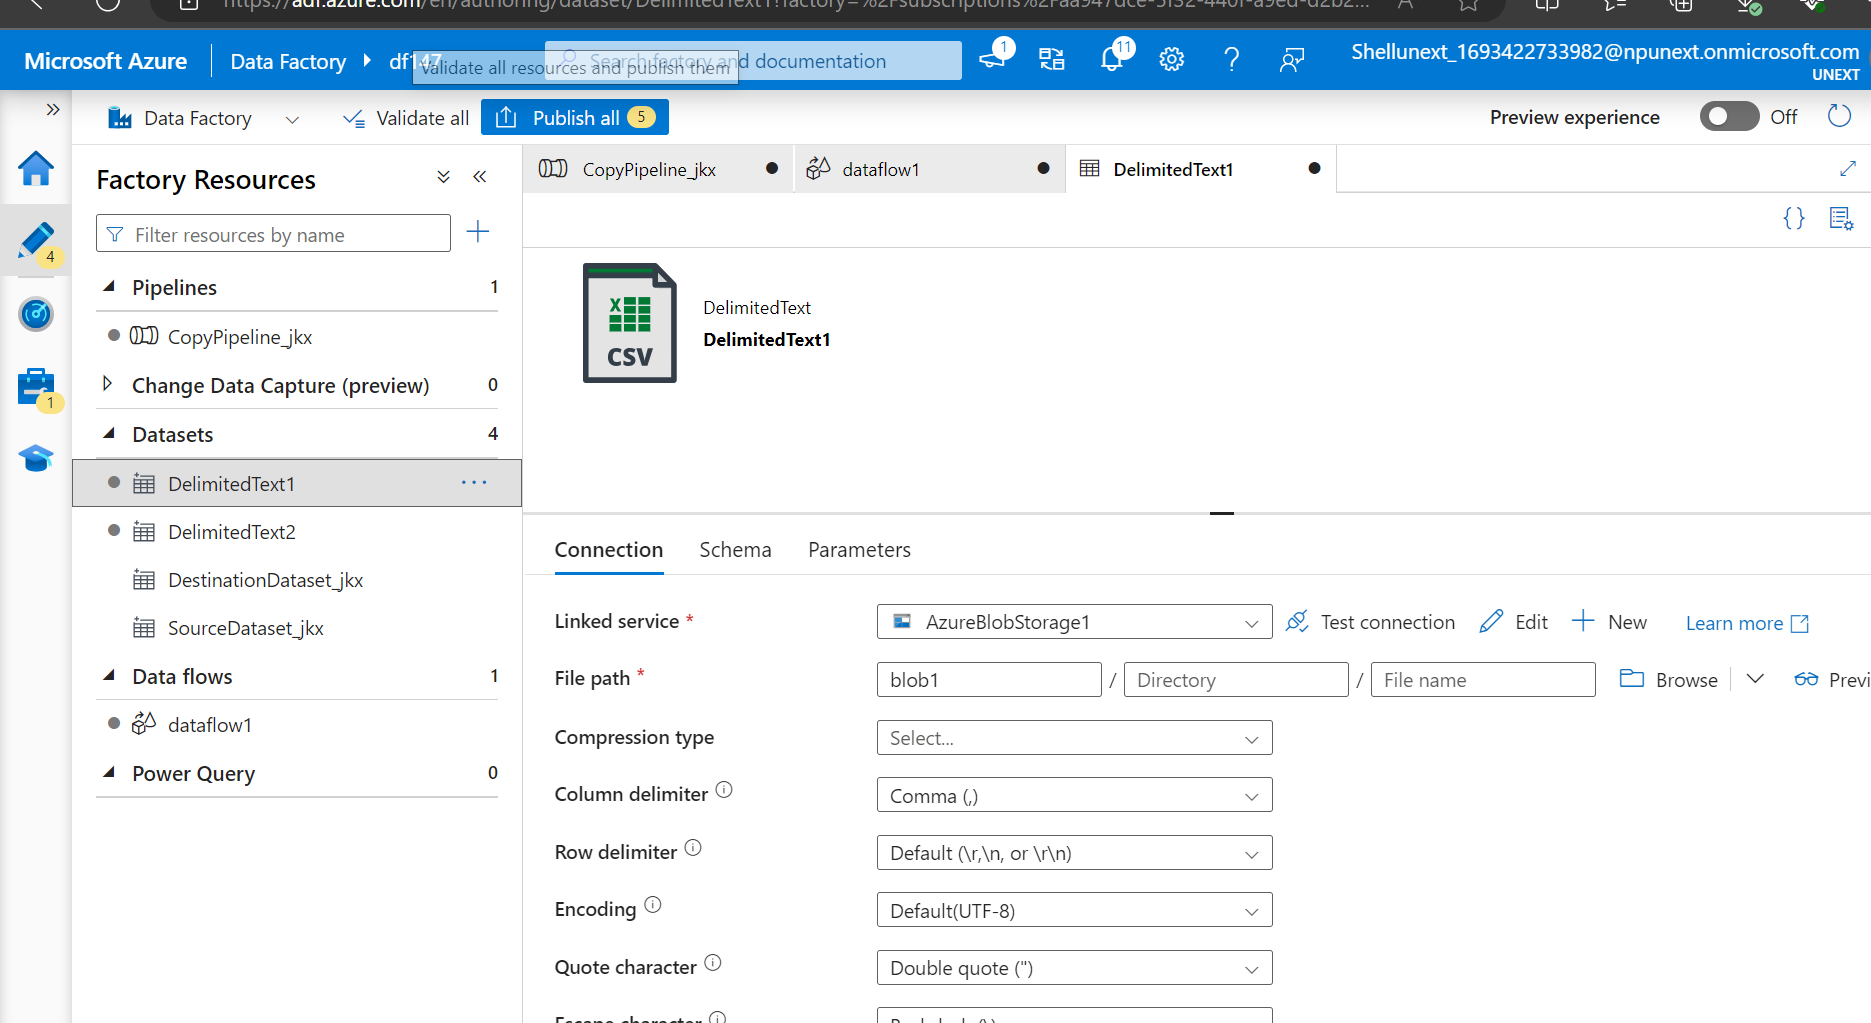 https://adf.azure.com/en/authoring/dataset/DelimitedText1?factory=%2Fsubscriptions%2Faa947dce-5f32-440f-a9ed-d2b2...
Microsoft Azure
Data Factory
df147
Validate all resources and publish them
Search factory and documentation
1
11
Shellunext_1693422733982@npunext.onmicrosoft.com
UNEXT
Data Factory
Validate all
Publish all 5
Preview experience
Off
Factory Resources
CopyPipeline_jkx
dataflow1
DelimitedText1
Filter resources by name
4
Pipelines 1
CopyPipeline_jkx
Change Data Capture (preview) 0
1
Datasets 4
DelimitedText1
DelimitedText2
DestinationDataset_jkx
SourceDataset_jkx
Data flows 1
dataflow1
Power Query 0
CSV
DelimitedText
DelimitedText1
Connection Schema Parameters
Linked service * AzureBlobStorage1 Test connection Edit New Learn more
File path * blob1 / Directory / File name Browse Previ
Compression type Select...
Column delimiter Comma (,)
Row delimiter Default (\r,\n, or \r\n)
Encoding Default(UTF-8)
Quote character Double quote (")
Escape character